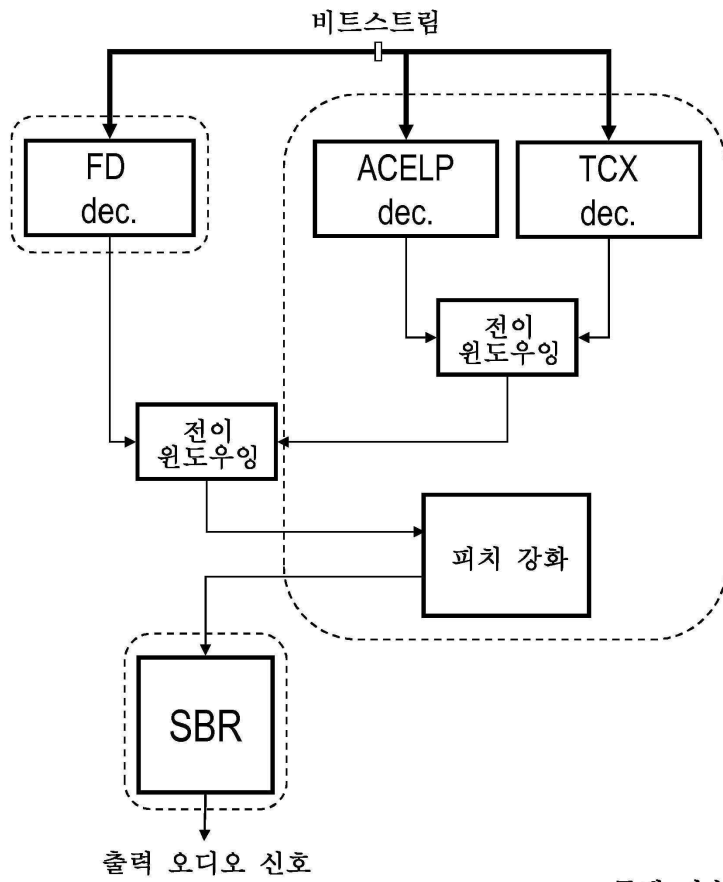 비트스트림
FD
dec.
ACELP
dec.
TCX
dec.
전이
윈도우잉
전이
윈도우잉
피치 강화
SBR
출력 오디오 신호